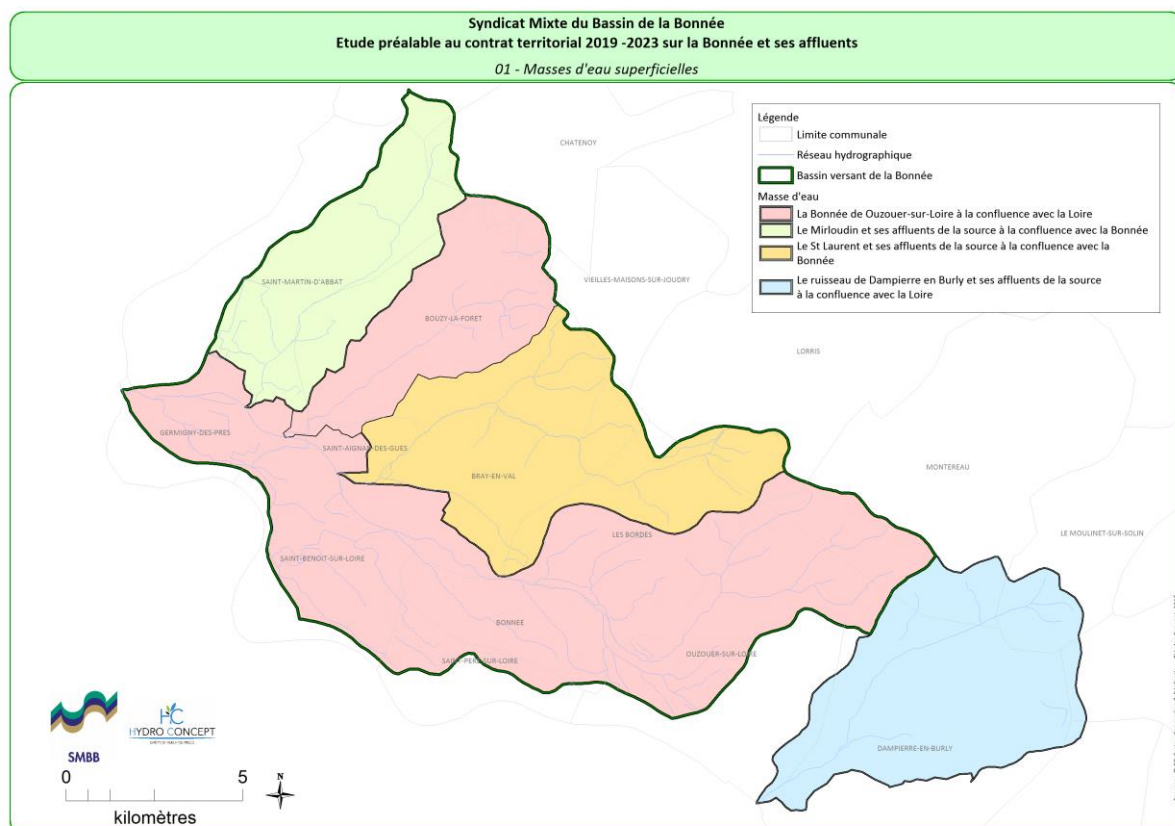 Syndicat Mixte du Bassin de la Bonnée
Etude préalable au contrat territorial 2019 -2023 sur la Bonnée et ses affluents
01 - Masses d'eau superficielles
Légende
Limite communale
Réseau hydrographique
Bassin versant de la Bonnée
Masse d'eau
La Bonnée de Ouzouer-sur-Loire à la confluence avec la Loire
Le Mirloudin et ses affluents de la source à la confluence avec la Bonnée
Le St Laurent et ses affluents de la source à la confluence avec la
Bonnée
Le ruisseau de Dampierre en Burly et ses affluents de la source
à la confluence avec la Loire
CHATENOY
SAINT-MARTIN-D'ABBAT
VIEILLES-MAISONS-SUR-JOUDRY
BOUZY-LA-FORET
LORRIS
GERMIGNY-DES-PRES
SAINT-AIGNAN-DES-GUES
BRAY-EN-VAL
MONTEREAU
LES BORDES
LE MOULINET-SUR-SOLIN
SAINT-BENOIT-SUR-LOIRE
BONNEE
SAINT-PERE-SUR-LOIRE
OUZOUER-SUR-LOIRE
DAMPIERRE-EN-BURLY
SMBB
HC
HYDRO CONCEPT
0 5
kilomètres
N